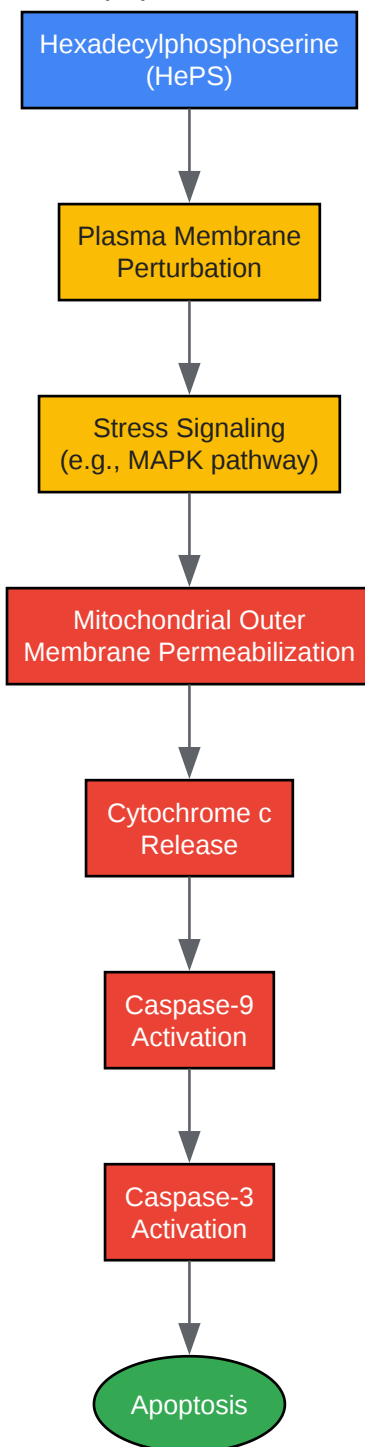 Hexadecylphosphoserine
(HePS)
Plasma Membrane
Perturbation
Stress Signaling
(e.g., MAPK pathway)
Mitochondrial Outer
Membrane Permeabilization
Cytochrome c
Release
Caspase-9
Activation
Caspase-3
Activation
Apoptosis